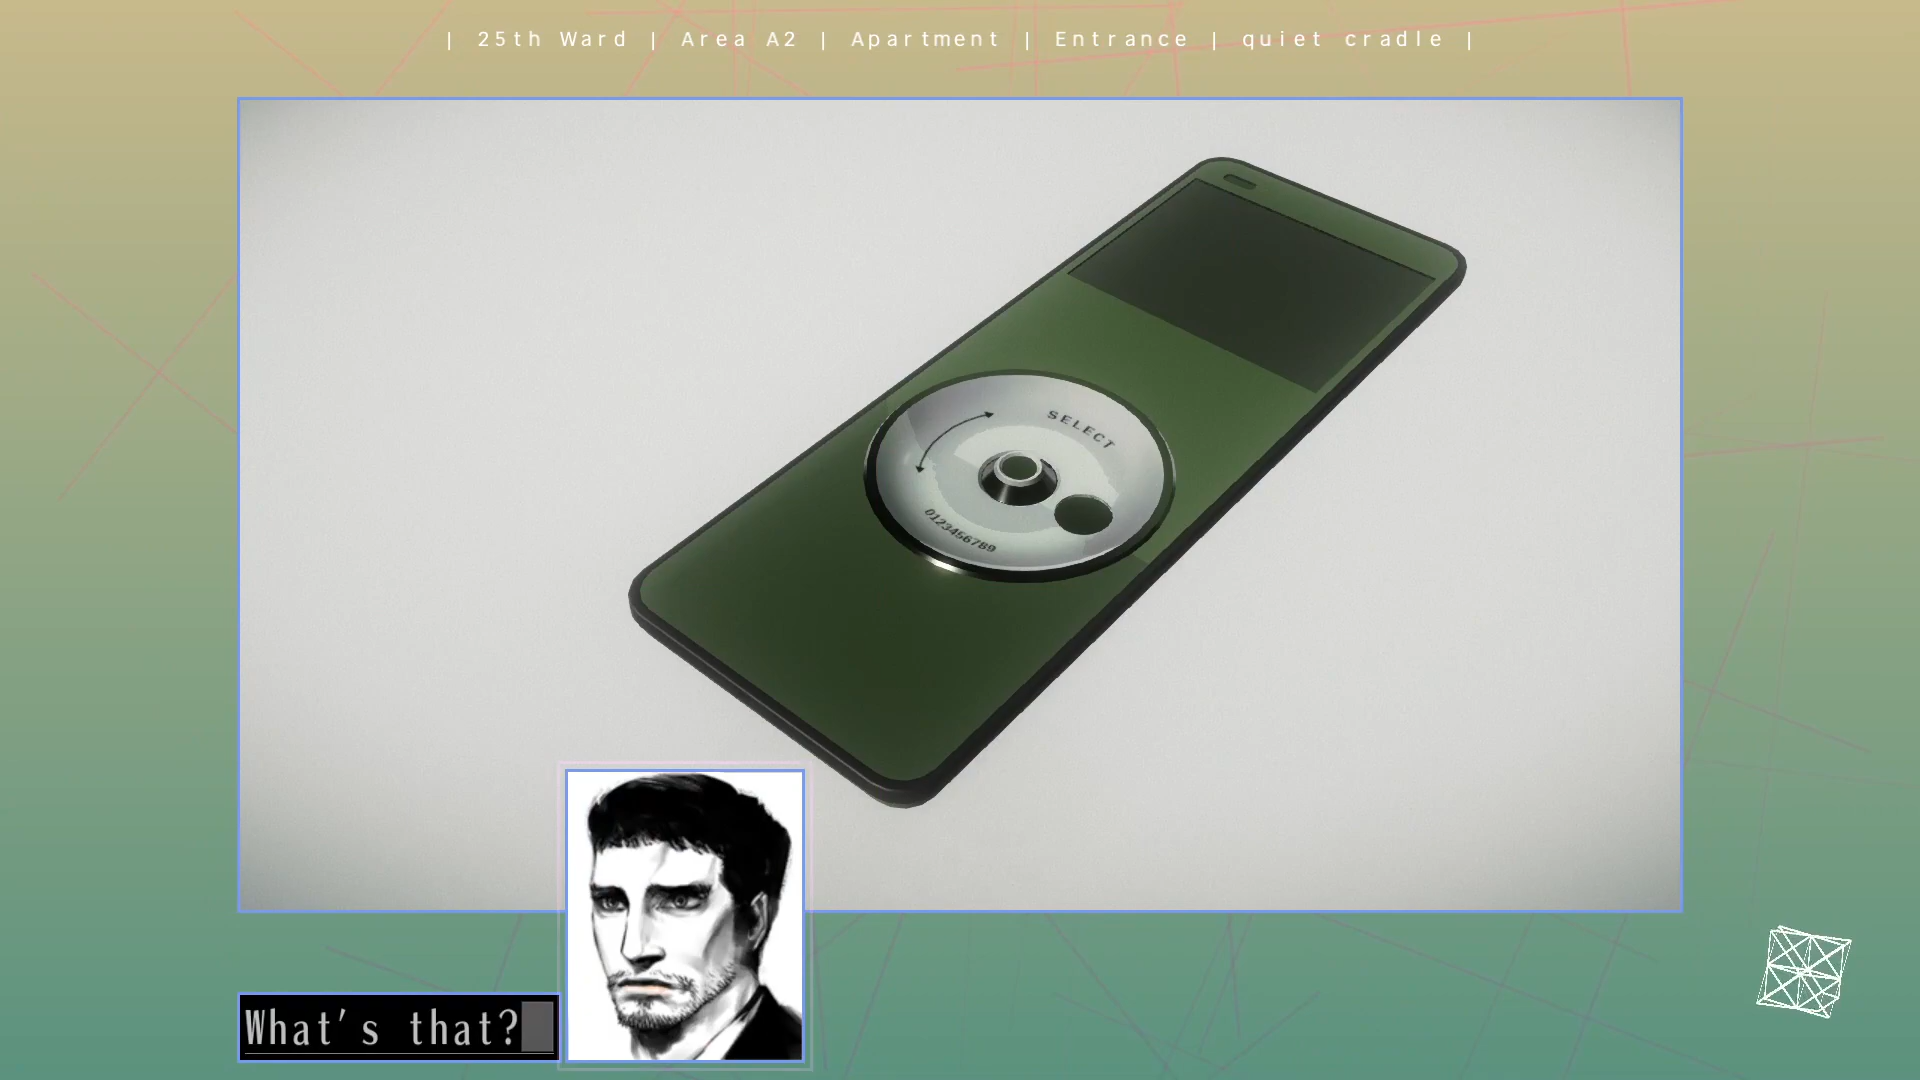 | 25th Ward | Area A2 | Apartment | Entrance | quiet cradle |
SELECT
0123456789
What's that?